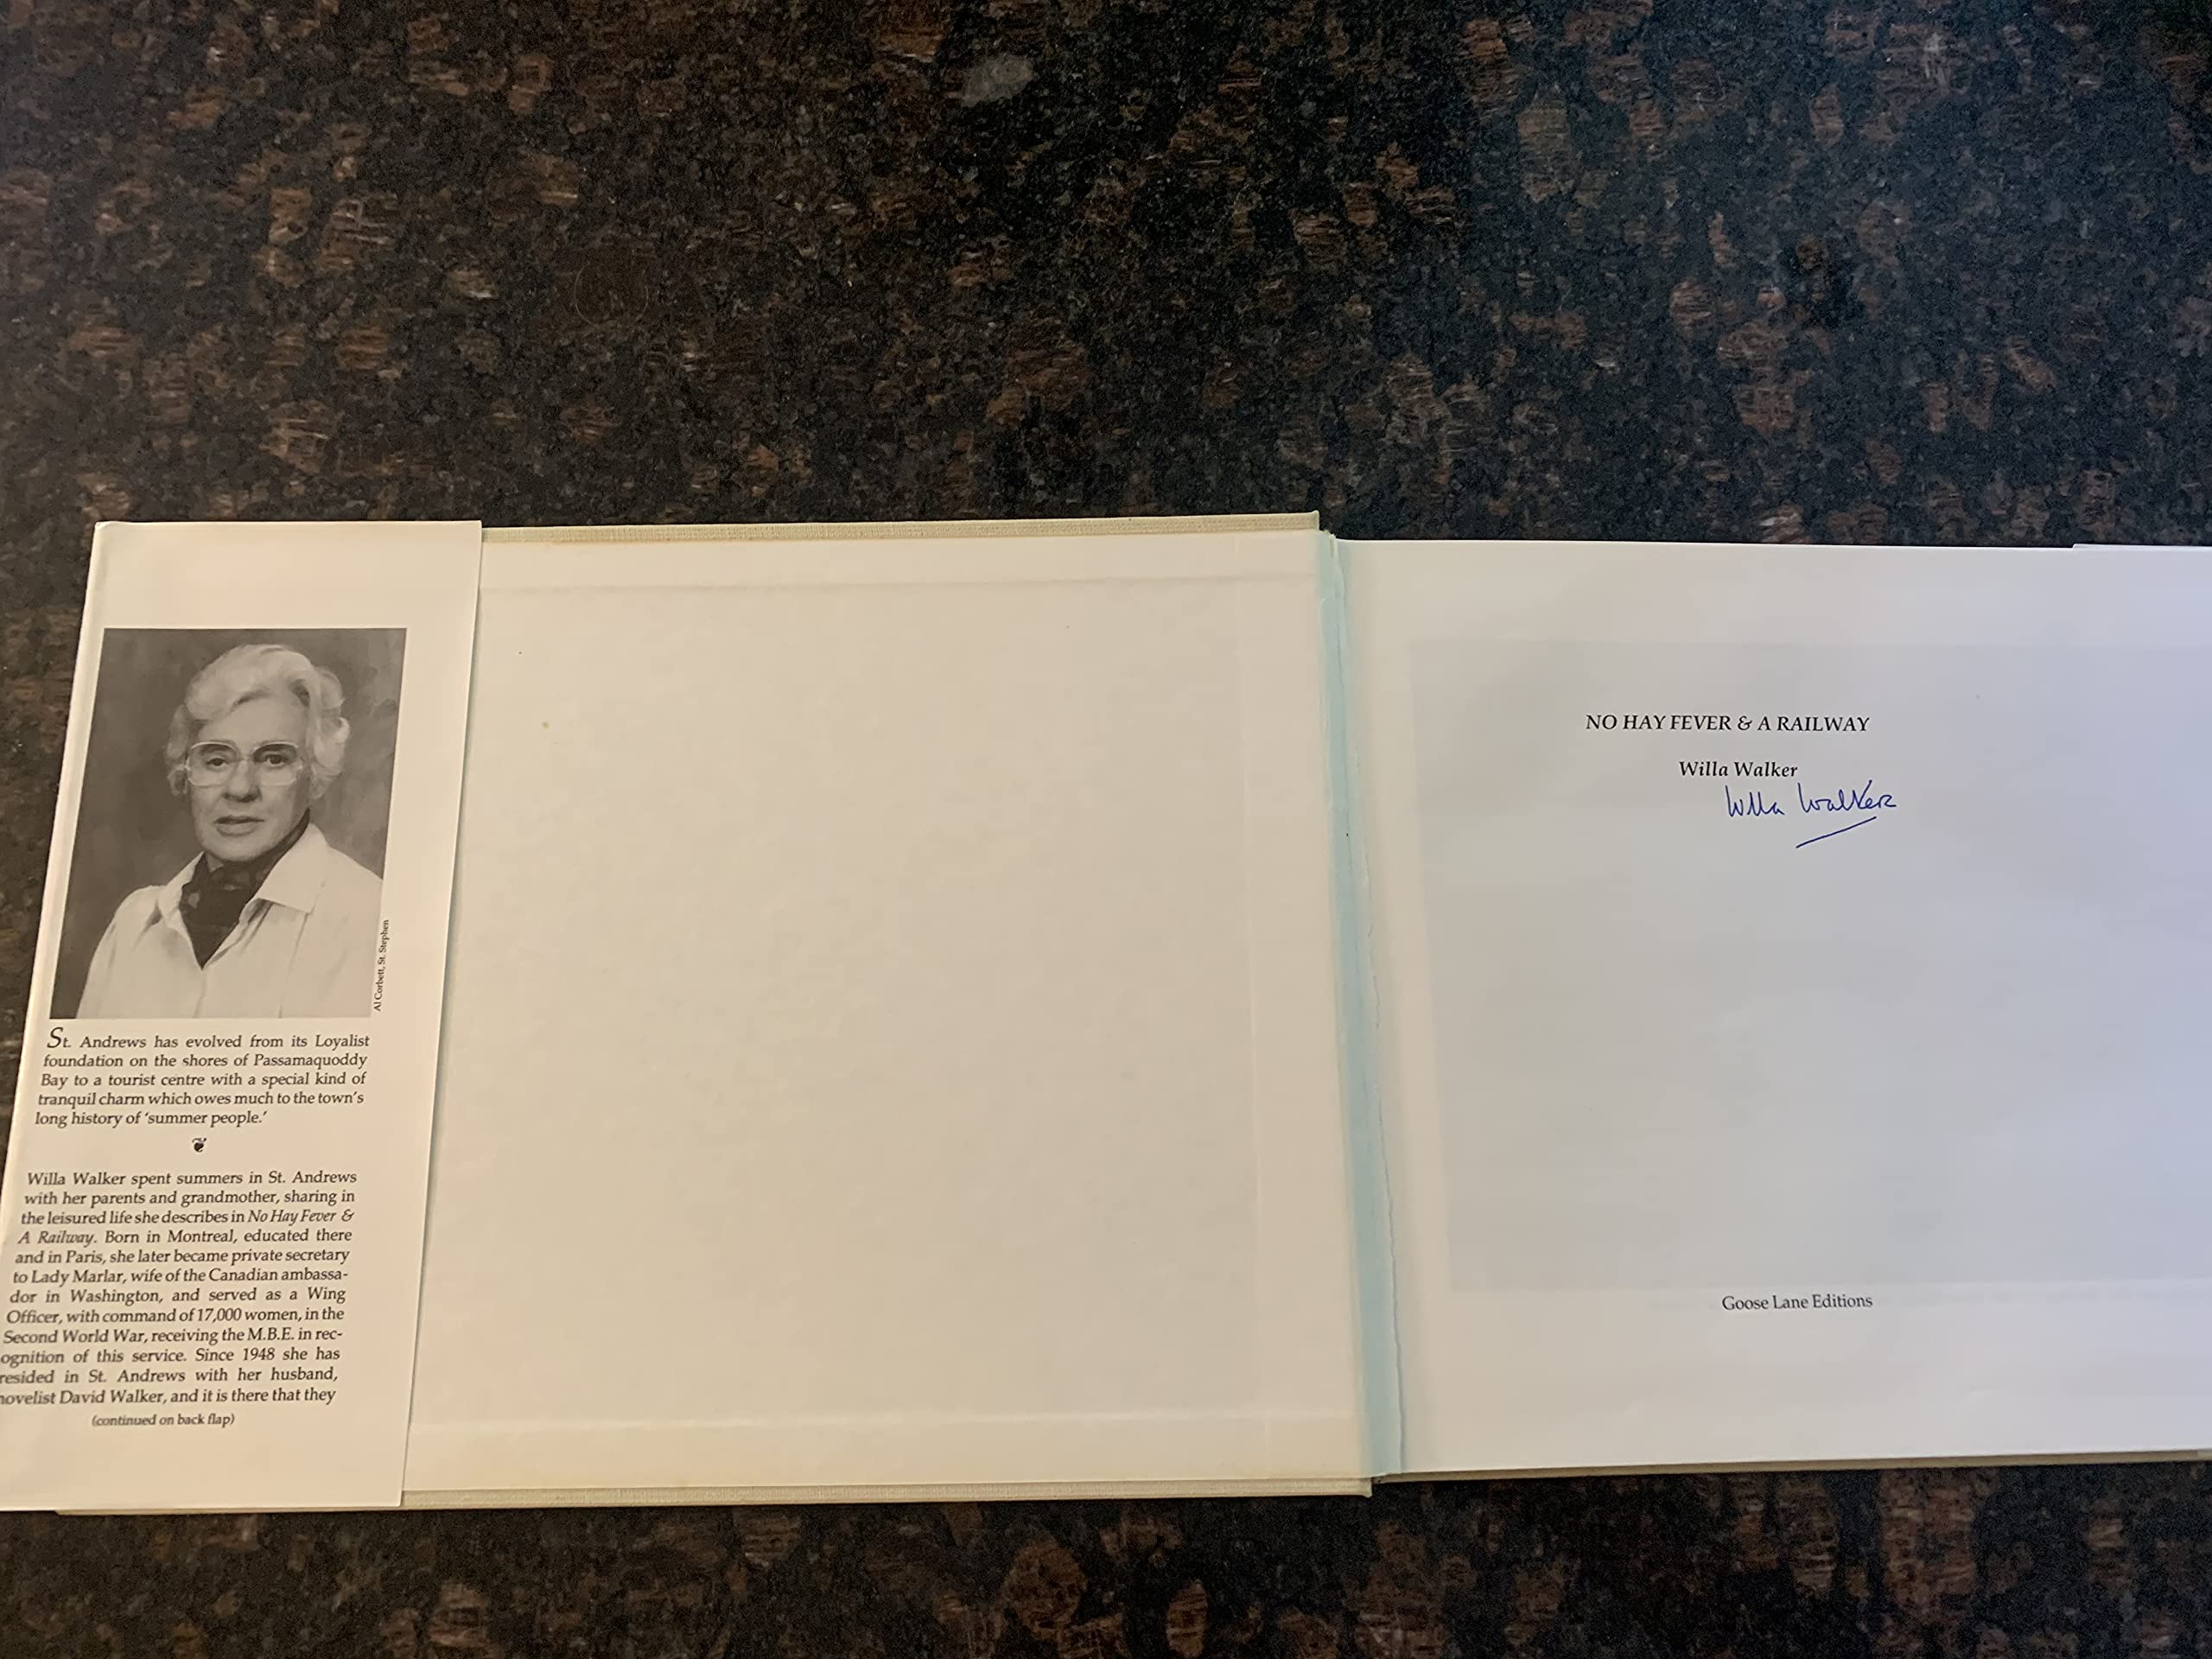 Al Corbett, St. Stephen
St. Andrews has evolved from its Loyalist
foundation on the shores of Passamaquoddy
Bay to a tourist centre with a special kind of
tranquil charm which owes much to the town's
long history of 'summer people.'
Willa Walker spent summers in St. Andrews
with her parents and grandmother, sharing in
the leisured life she describes in No Hay Fever &
A Railway. Born in Montreal, educated there
and in Paris, she later became private secretary
to Lady Marlar, wife of the Canadian ambassa-
dor in Washington, and served as a Wing
Officer, with command of 17,000 women, in the
Second World War, receiving the M.B.E. in rec-
ognition of this service. Since 1948 she has
resided in St. Andrews with her husband,
novelist David Walker, and it is there that they
(continued on back flap)
NO HAY FEVER & A RAILWAY
Willa Walker
Willa Walker
Goose Lane Editions